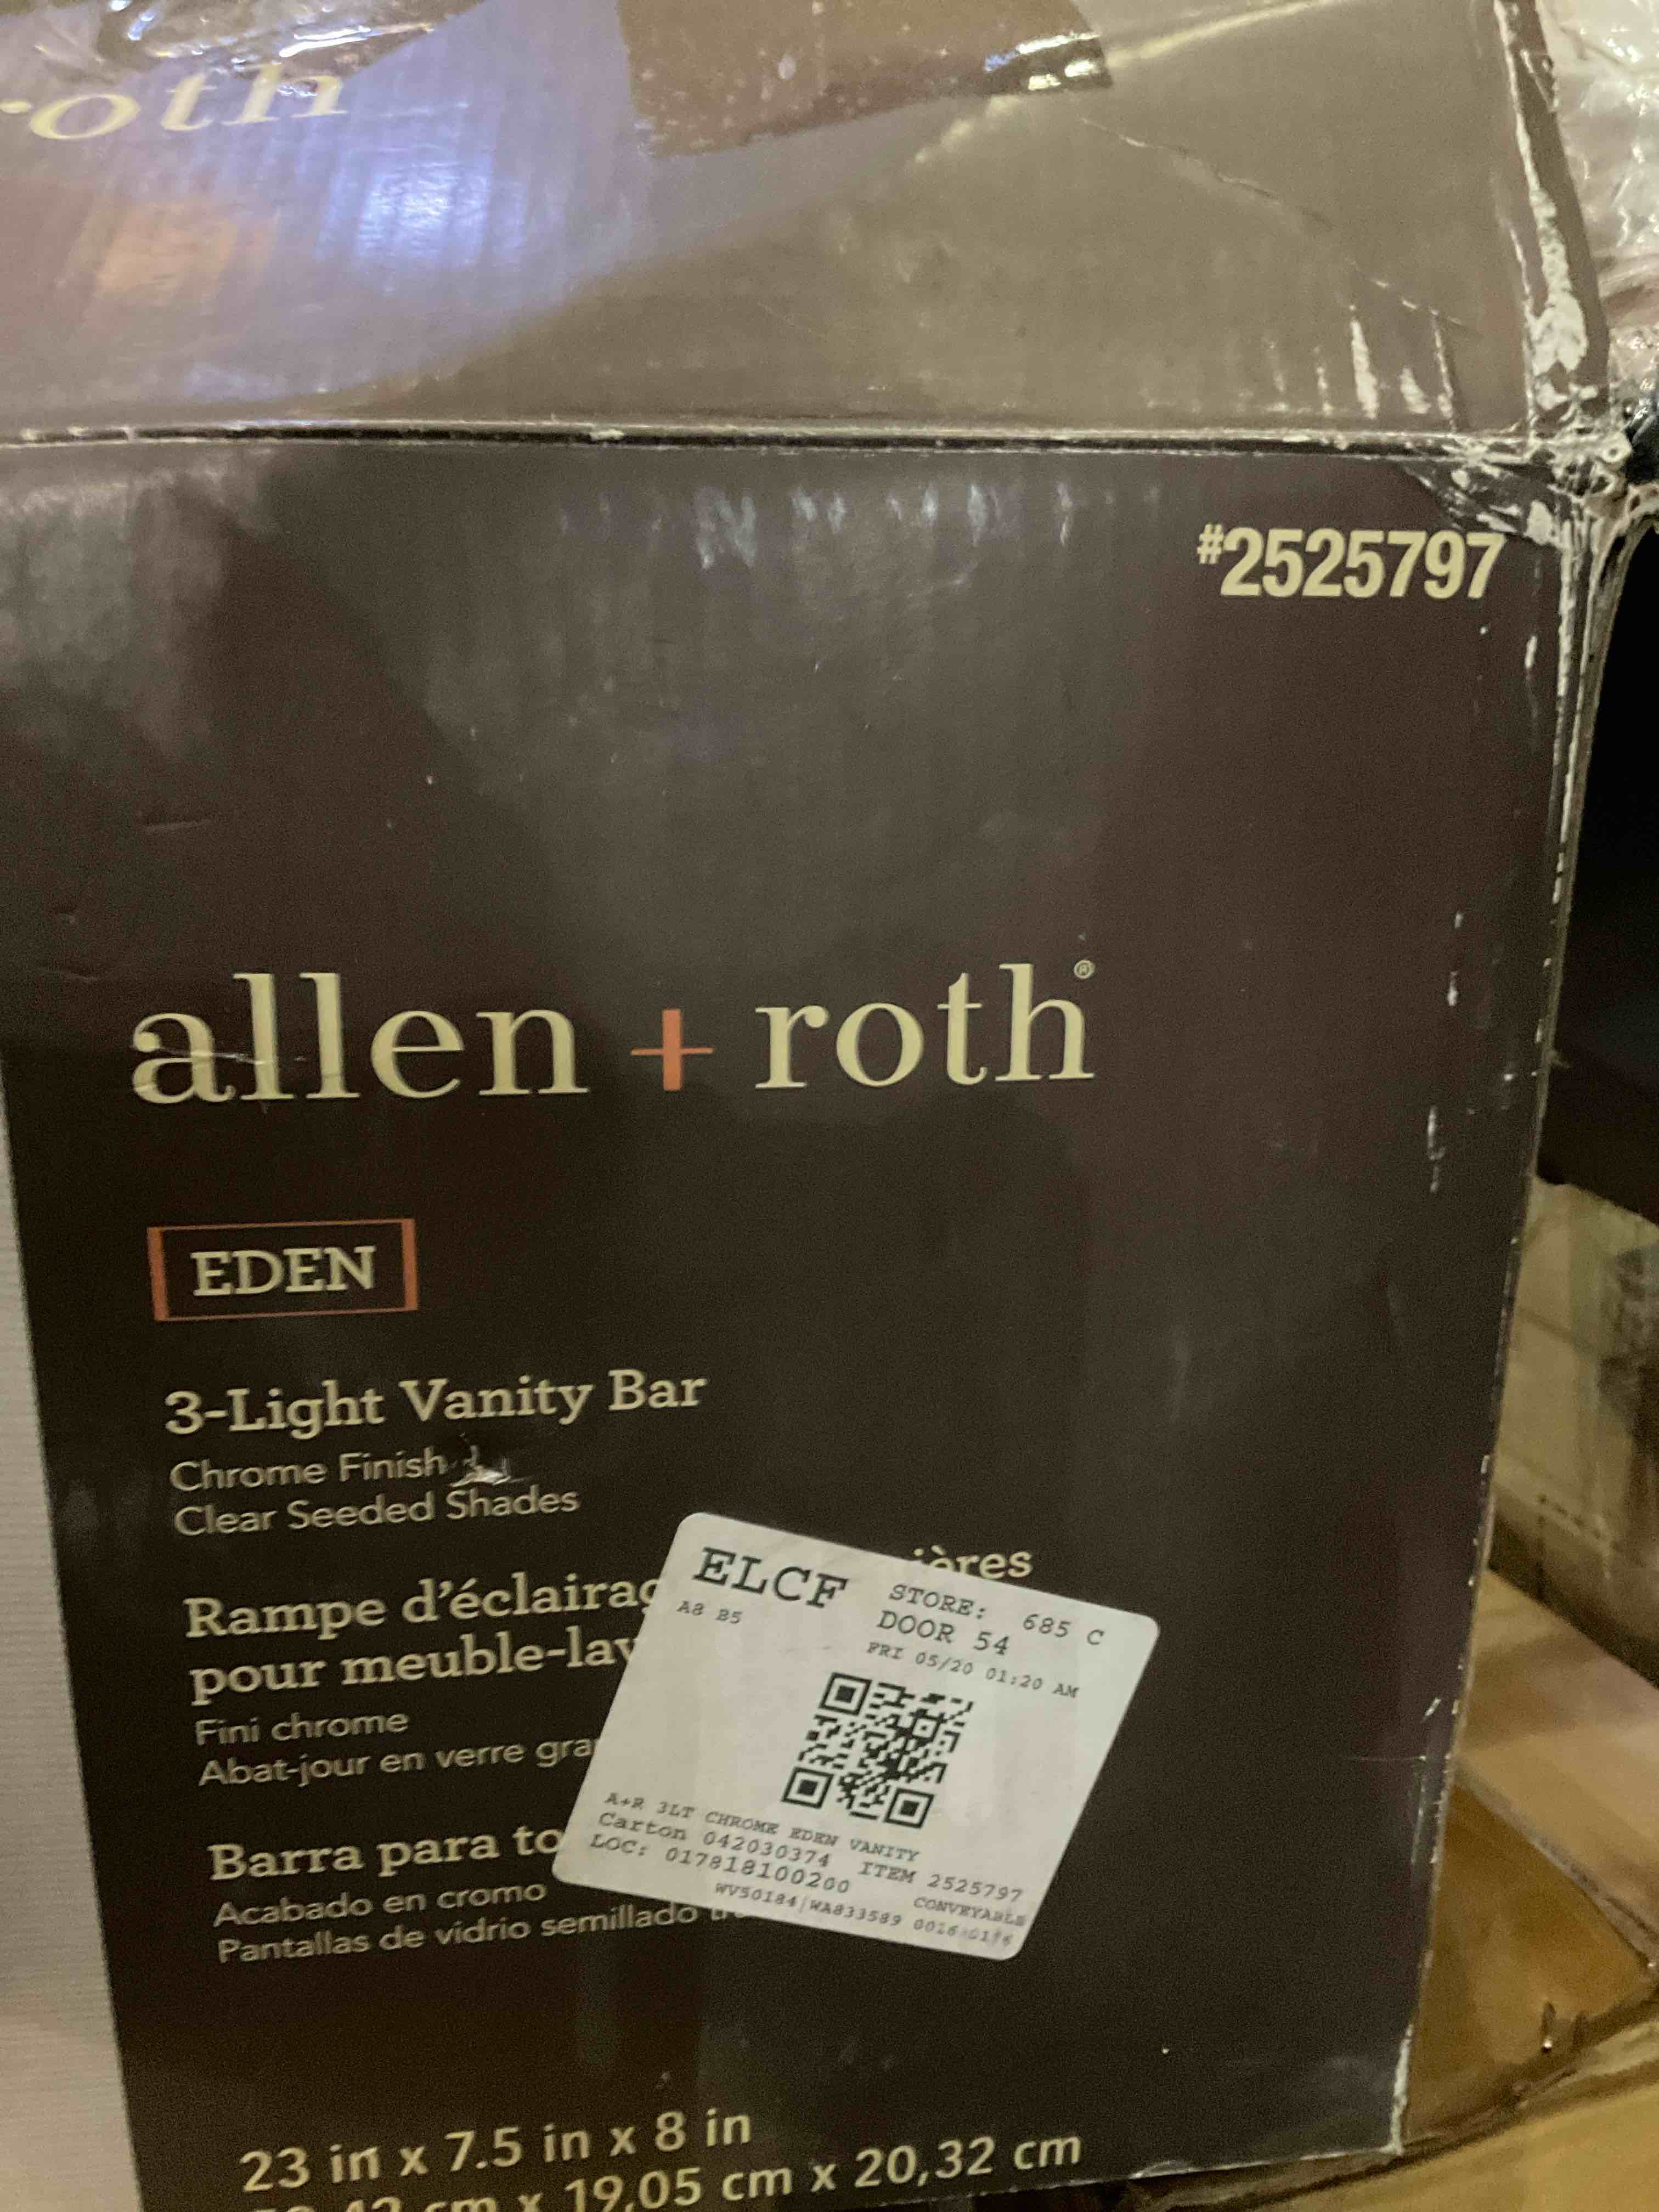 roth
#2525797
allen + roth®
EDEN
3-Light Vanity Bar
Chrome Finish
Clear Seeded Shades
Rampe d'éclairag
ières
pour meuble-lav
Fini chrome
Abat-jour en verre gra
Barra para to
Acabado en cromo
Pantallas de vidrio semillado
ELCF STORE: 685 C
A8 B5 DOOR 54
FRI 05/20 01:20 AM
A+R 3LT CHROME EDEN VANITY
Carton 042030374 ITEM 2525797
LOC: 017818100200 CONVEYABLE
WV50184|WA833589 0016
23 in x 7.5 in x 8 in
cm x 19,05 cm x 20,32 cm